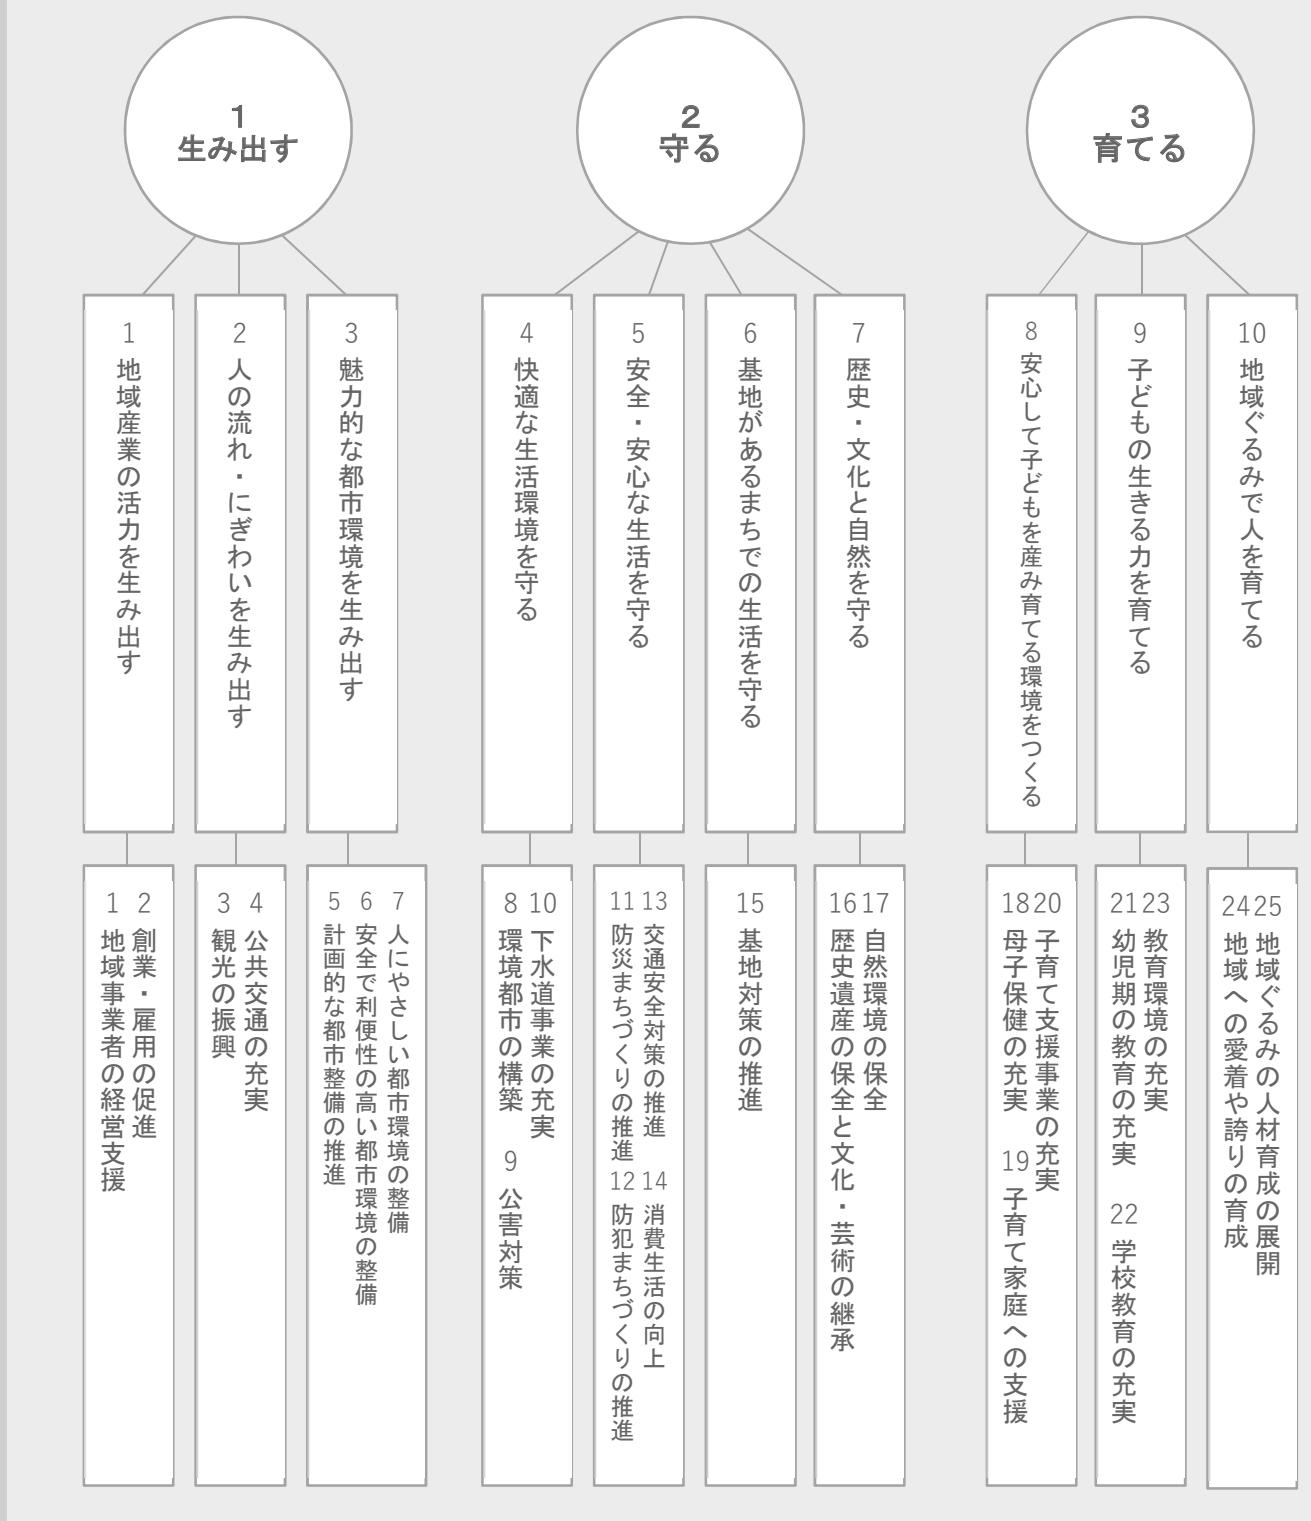 1
生み出す
2
守る
3
育てる
1 地域産業の活力を生み出す
2 人の流れ・にぎわいを生み出す
3 魅力的な都市環境を生み出す
4 快適な生活環境を守る
5 安全・安心な生活を守る
6 基地があるまちでの生活を守る
7 歴史・文化と自然を守る
8 安心して子どもを産み育てる環境をつくる
9 子どもの生きる力を育てる
10 地域ぐるみで人を育てる
1 地域事業者の経営支援
2 創業・雇用の促進
3 観光の振興
4 公共交通の充実
5 計画的な都市整備の推進
6 安全で利便性の高い都市環境の整備
7 人にやさしい都市環境の整備
8 環境都市の構築
9 公害対策
10 下水道事業の充実
11 防災まちづくりの推進
12 防犯まちづくりの推進
13 交通安全対策の推進
14 消費生活の向上
15 基地対策の推進
16 歴史遺産の保全と文化・芸術の継承
17 自然環境の保全
18 母子保健の充実
19 子育て家庭への支援
20 子育て支援事業の充実
21 幼児期の教育の充実
22 学校教育の充実
23 教育環境の充実
24 地域への愛着や誇りの育成
25 地域ぐるみの人材育成の展開